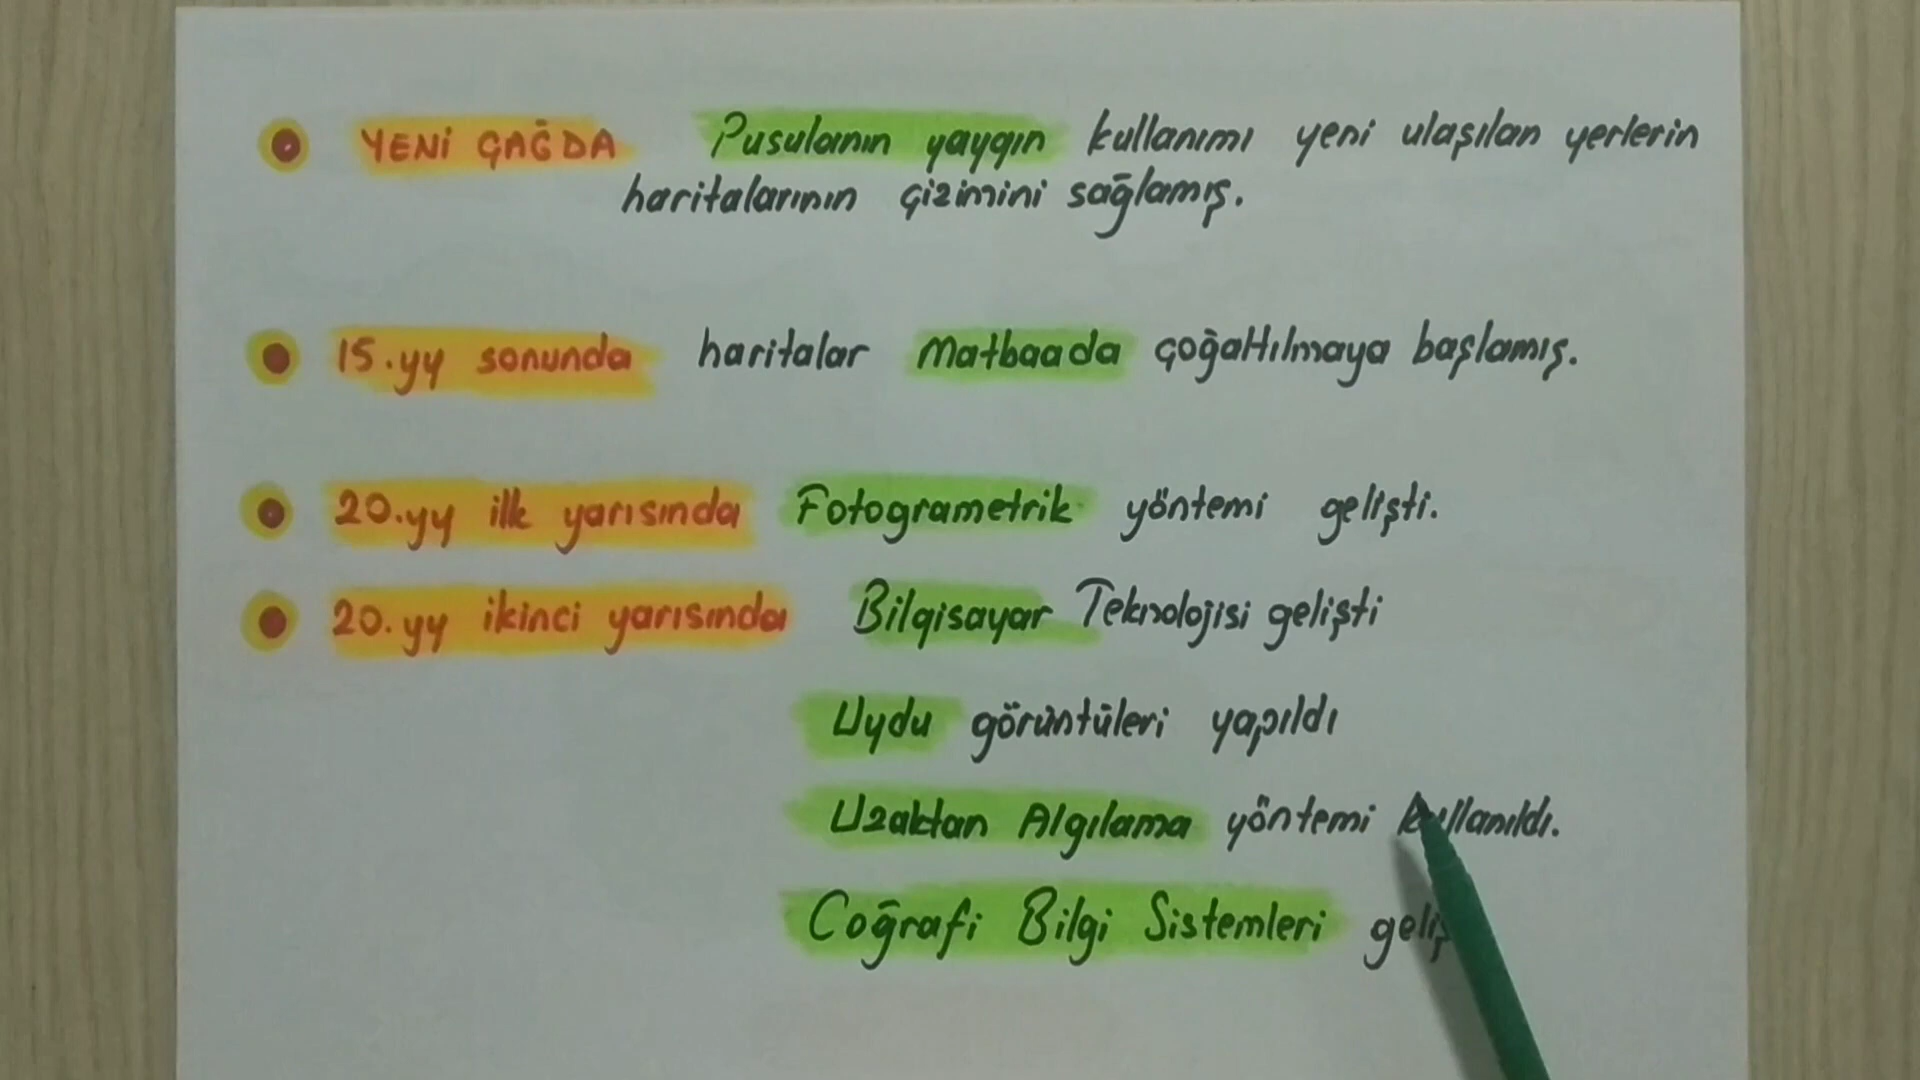 YENİ ÇAĞDA Pusulanın yaygın kullanımı yeni ulaşılan yerlerin
haritalarının çizimini sağlamış.
15.yy sonunda haritalar Matbaada çoğaltılmaya başlamış.
20.yy ilk yarısında Fotogrametrik yöntemi gelişti.
20.yy ikinci yarısında Bilgisayar Teknolojisi gelişti
Uydu görüntüleri yapıldı
Uzaktan Algılama yöntemi kullanıldı.
Coğrafi Bilgi Sistemleri